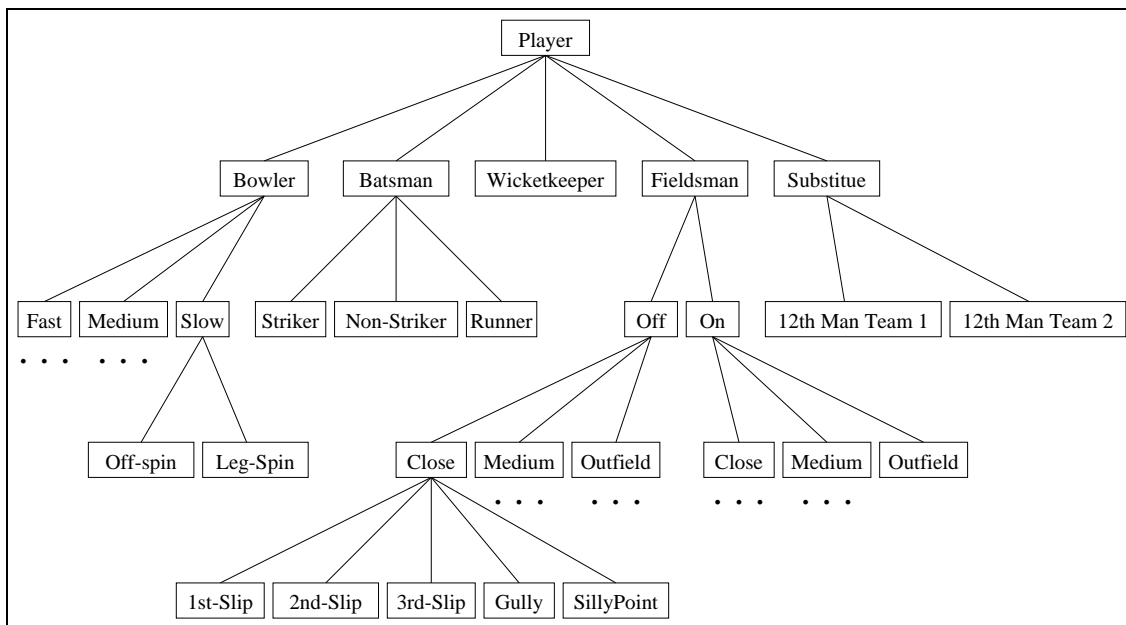 Player
Bowler Batsman Wicketkeeper Fieldsman Substitue
Fast Medium Slow Striker Non-Striker Runner Off On 12th Man Team 1 12th Man Team 2
. . . . . .
Off-spin Leg-Spin Close Medium Outfield Close Medium Outfield
. . . . . . . . . . . .
1st-Slip 2nd-Slip 3rd-Slip Gully SillyPoint